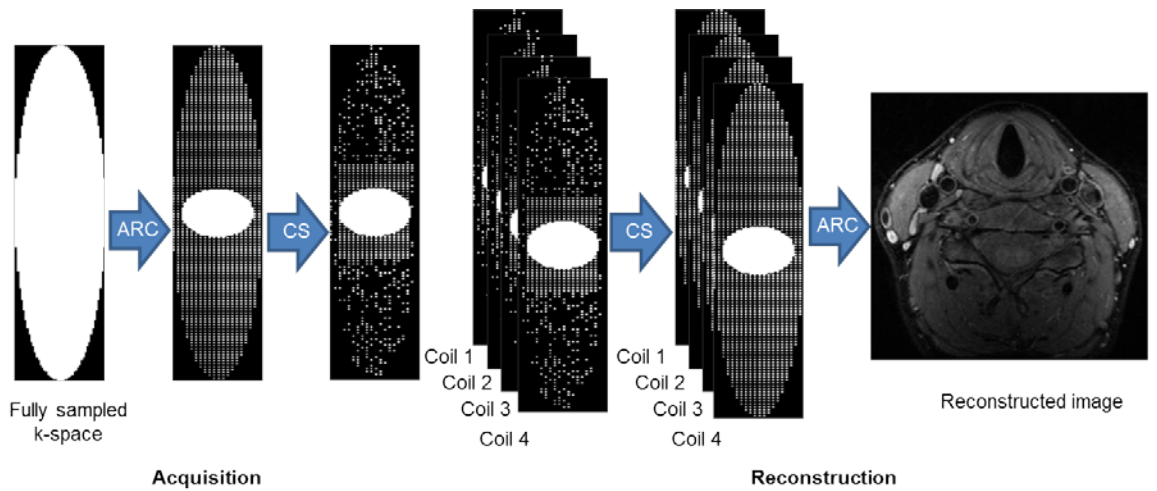 ARC
CS
CS
ARC
Coil 1
Coil 2
Coil 3
Coil 4
Coil 1
Coil 2
Coil 3
Coil 4
Fully sampled
k-space
Reconstructed image
Acquisition
Reconstruction